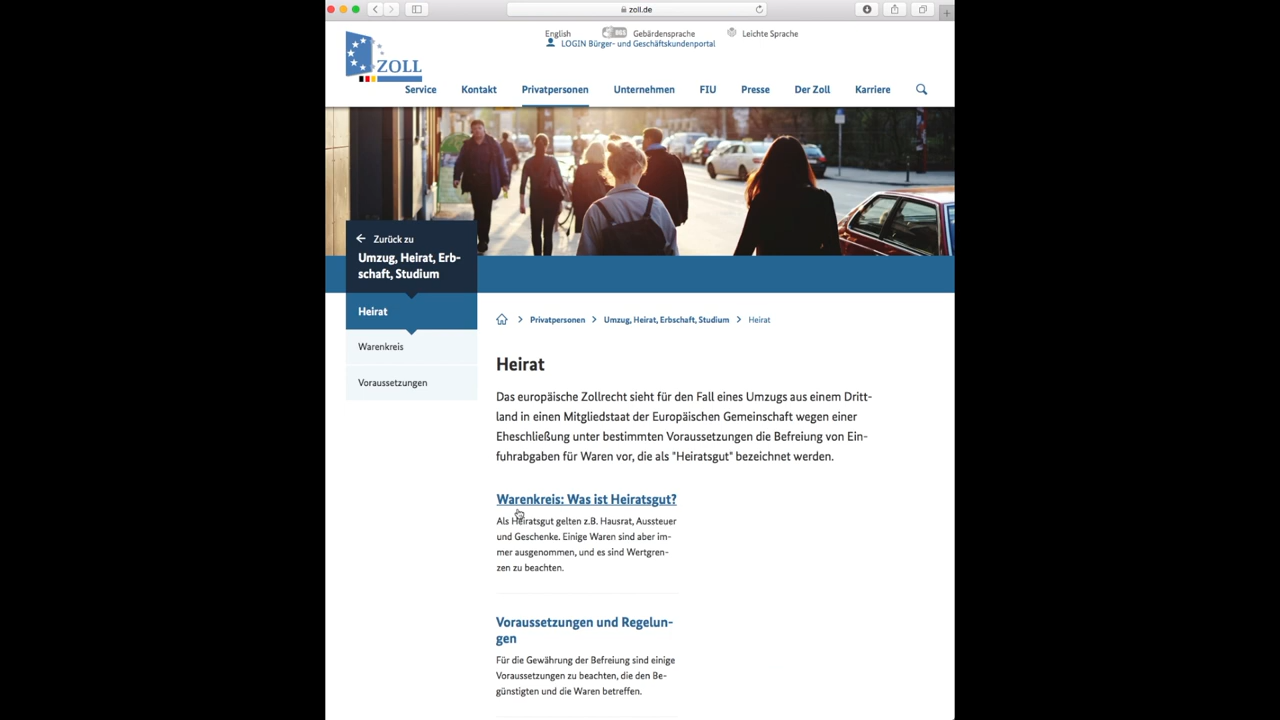 zoll.de
English
Gebärdensprache
Leichte Sprache
LOGIN Bürger- und Geschäftskundenportal
ZOLL
Service
Kontakt
Privatpersonen
Unternehmen
FIU
Presse
Der Zoll
Karriere
Zurück zu
Umzug, Heirat, Erb-
schaft, Studium
Heirat
Warenkreis
Voraussetzungen
Privatpersonen
Umzug, Heirat, Erbschaft, Studium
Heirat
Heirat
Das europäische Zollrecht sieht für den Fall eines Umzugs aus einem Dritt-
land in einen Mitgliedstaat der Europäischen Gemeinschaft wegen einer
Eheschließung unter bestimmten Voraussetzungen die Befreiung von Ein-
fuhrabgaben für Waren vor, die als "Heiratsgut" bezeichnet werden.
Warenkreis: Was ist Heiratsgut?
Als Heiratsgut gelten z.B. Hausrat, Aussteuer
und Geschenke. Einige Waren sind aber im-
mer ausgenommen, und es sind Wertgren-
zen zu beachten.
Voraussetzungen und Regelun-
gen
Für die Gewährung der Befreiung sind einige
Voraussetzungen zu beachten, die den Be-
günstigten und die Waren betreffen.